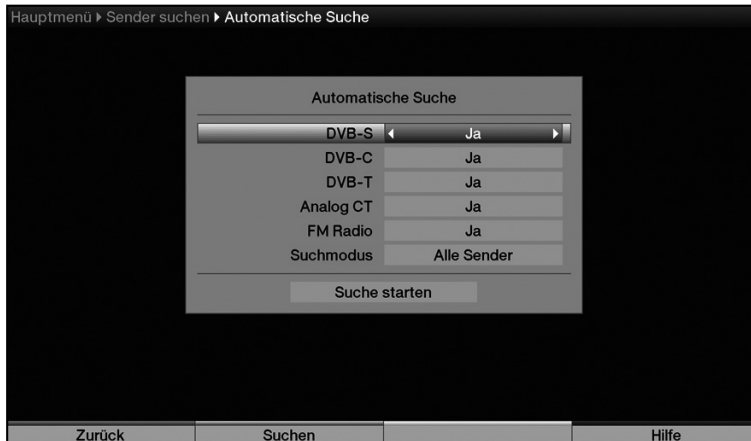 Hauptmenü Sender suchen Automatische Suche
Automatische Suche
DVB-S Ja
DVB-C Ja
DVB-T Ja
Analog CT Ja
FM Radio Ja
Suchmodus Alle Sender
Suche starten
Zurück Suchen Hilfe